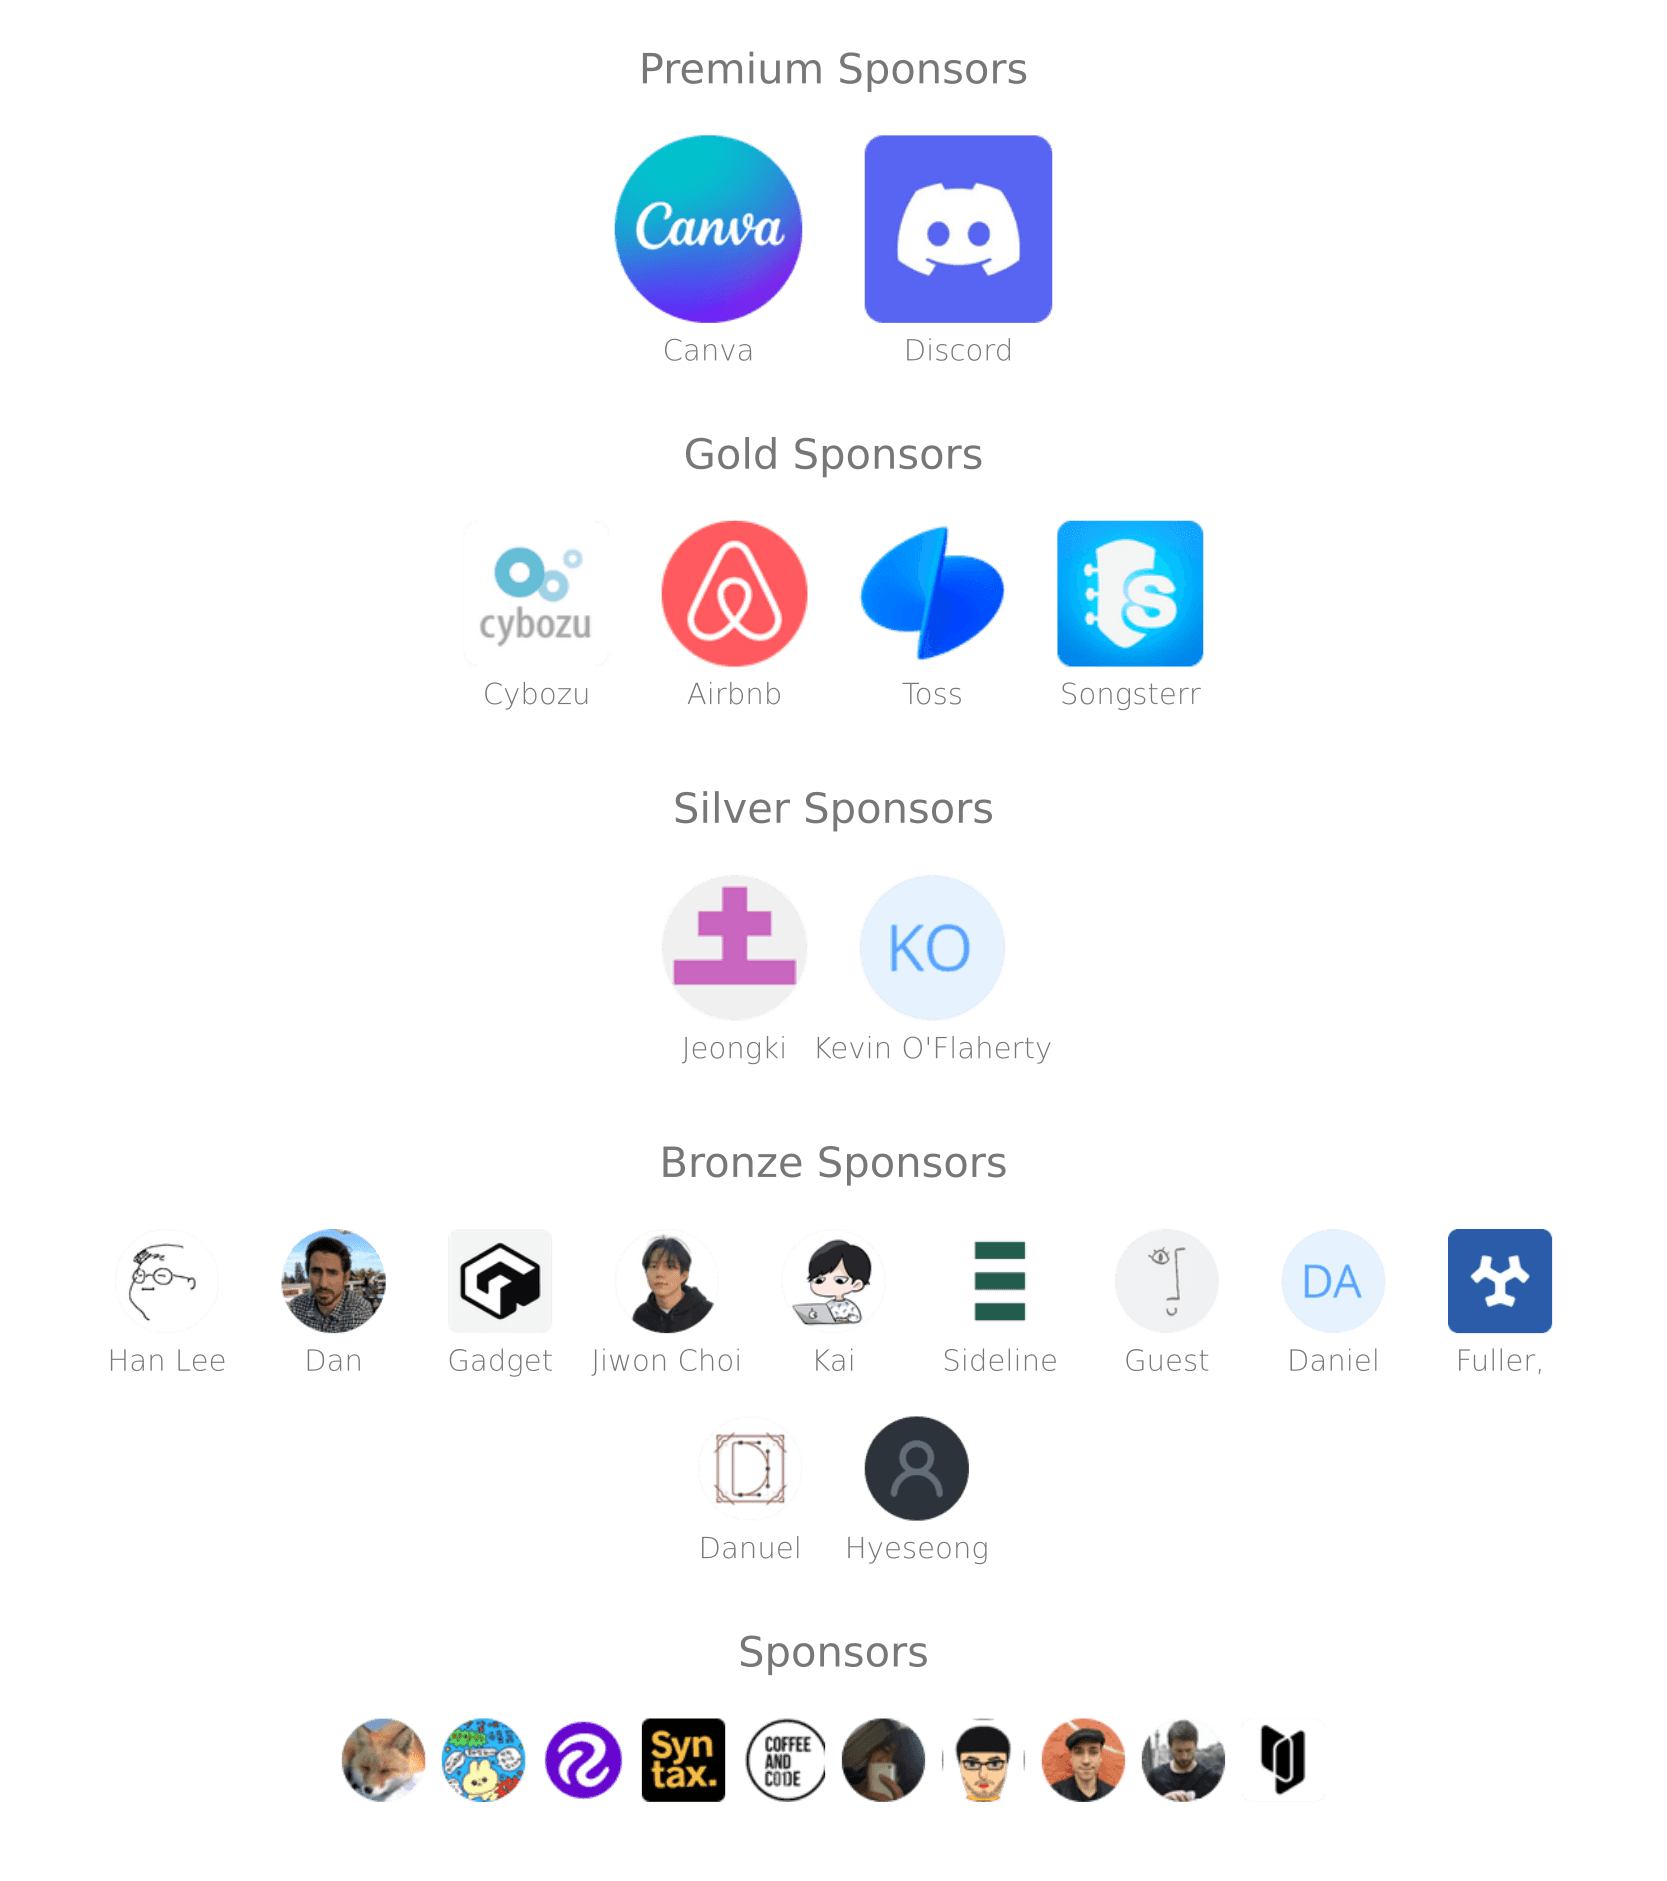 Premium Sponsors
Canva
Canva Discord
Gold Sponsors
cybozu S
Cybozu Airbnb Toss Songsterr
Silver Sponsors
KO
Jeongki Kevin O'Flaherty
Bronze Sponsors
DA
Han Lee Dan Gadget Jiwon Choi Kai Sideline Guest Daniel Fuller,
D
Danuel Hyeseong
Sponsors
Syn
tax.
COFFEE
AND
CODE